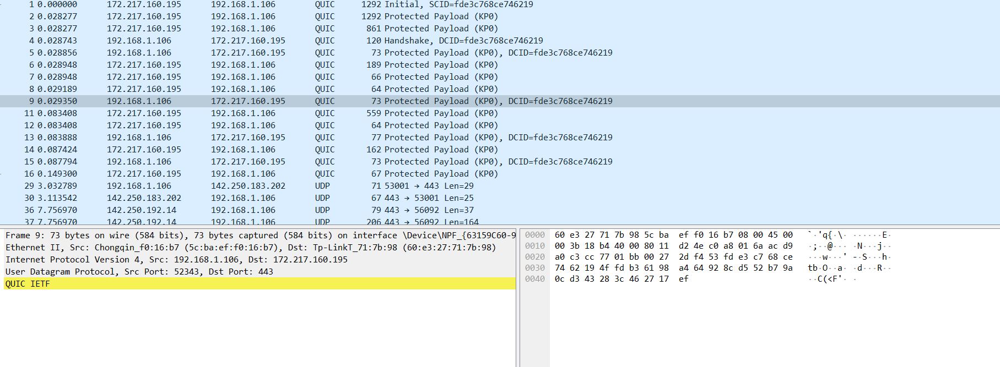 1 0.000000 172.217.160.195 192.168.1.106 QUIC 1292 Initial, SCID=fde3c768ce746219
2 0.028277 172.217.160.195 192.168.1.106 QUIC 1292 Protected Payload (KP0)
3 0.028277 172.217.160.195 192.168.1.106 QUIC 861 Protected Payload (KP0)
4 0.028743 192.168.1.106 172.217.160.195 QUIC 120 Handshake, DCID=fde3c768ce746219
5 0.028856 192.168.1.106 172.217.160.195 QUIC 73 Protected Payload (KP0), DCID=fde3c768ce746219
6 0.028948 172.217.160.195 192.168.1.106 QUIC 189 Protected Payload (KP0)
7 0.028948 172.217.160.195 192.168.1.106 QUIC 66 Protected Payload (KP0)
8 0.029189 172.217.160.195 192.168.1.106 QUIC 64 Protected Payload (KP0)
9 0.029350 192.168.1.106 172.217.160.195 QUIC 73 Protected Payload (KP0), DCID=fde3c768ce746219
11 0.083408 172.217.160.195 192.168.1.106 QUIC 559 Protected Payload (KP0)
12 0.083408 172.217.160.195 192.168.1.106 QUIC 64 Protected Payload (KP0)
13 0.083888 192.168.1.106 172.217.160.195 QUIC 77 Protected Payload (KP0), DCID=fde3c768ce746219
14 0.087424 172.217.160.195 192.168.1.106 QUIC 162 Protected Payload (KP0)
15 0.087794 192.168.1.106 172.217.160.195 QUIC 73 Protected Payload (KP0), DCID=fde3c768ce746219
16 0.149300 172.217.160.195 192.168.1.106 QUIC 67 Protected Payload (KP0)
29 3.032789 192.168.1.106 142.250.183.202 UDP 71 53001 → 443 Len=29
30 3.113542 142.250.183.202 192.168.1.106 UDP 67 443 → 53001 Len=25
36 7.756970 142.250.192.14 192.168.1.106 UDP 79 443 → 56092 Len=37
37 7.756970 142.250.192.14 192.168.1.106 UDP 206 443 → 56092 Len=164
Frame 9: 73 bytes on wire (584 bits), 73 bytes captured (584 bits) on interface \Device\NPF_{63159C60-9
Ethernet II, Src: Chongqin_f0:16:b7 (5c:ba:ef:f0:16:b7), Dst: Tp-LinkT_71:7b:98 (60:e3:27:71:7b:98)
Internet Protocol Version 4, Src: 192.168.1.106, Dst: 172.217.160.195
User Datagram Protocol, Src Port: 52343, Dst Port: 443
QUIC IETF
0000 60 e3 27 71 7b 98 5c ba ef f0 16 b7 08 00 45 00 `·'q{·\· ······E·
0010 00 3b 18 b4 40 00 80 11 d2 4e c0 a8 01 6a ac d9 ·;··@··· ·N···j··
0020 a0 c3 cc 77 01 bb 00 27 2d f4 53 fd e3 c7 68 ce ···w···' -·S···h·
0030 74 62 19 4f fd b3 61 98 a4 64 92 8c d5 52 b7 9a tb·O··a· ·d···R··
0040 0c d3 43 28 3c 46 27 17 ef ··C(<F'· ·